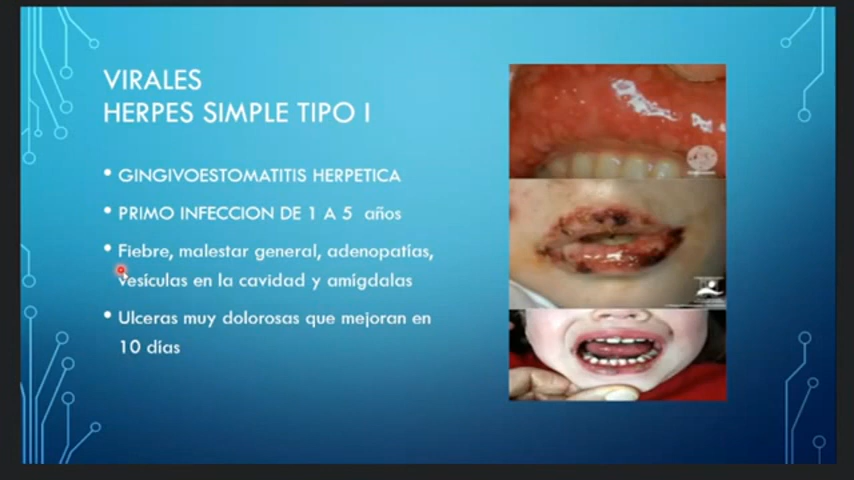 VIRALES
HERPES SIMPLE TIPO I
• GINGIVOESTOMATITIS HERPETICA
• PRIMO INFECCION DE 1 A 5 años
• Fiebre, malestar general, adenopatías,
vesículas en la cavidad y amígdalas
• Ulceras muy dolorosas que mejoran en
10 días